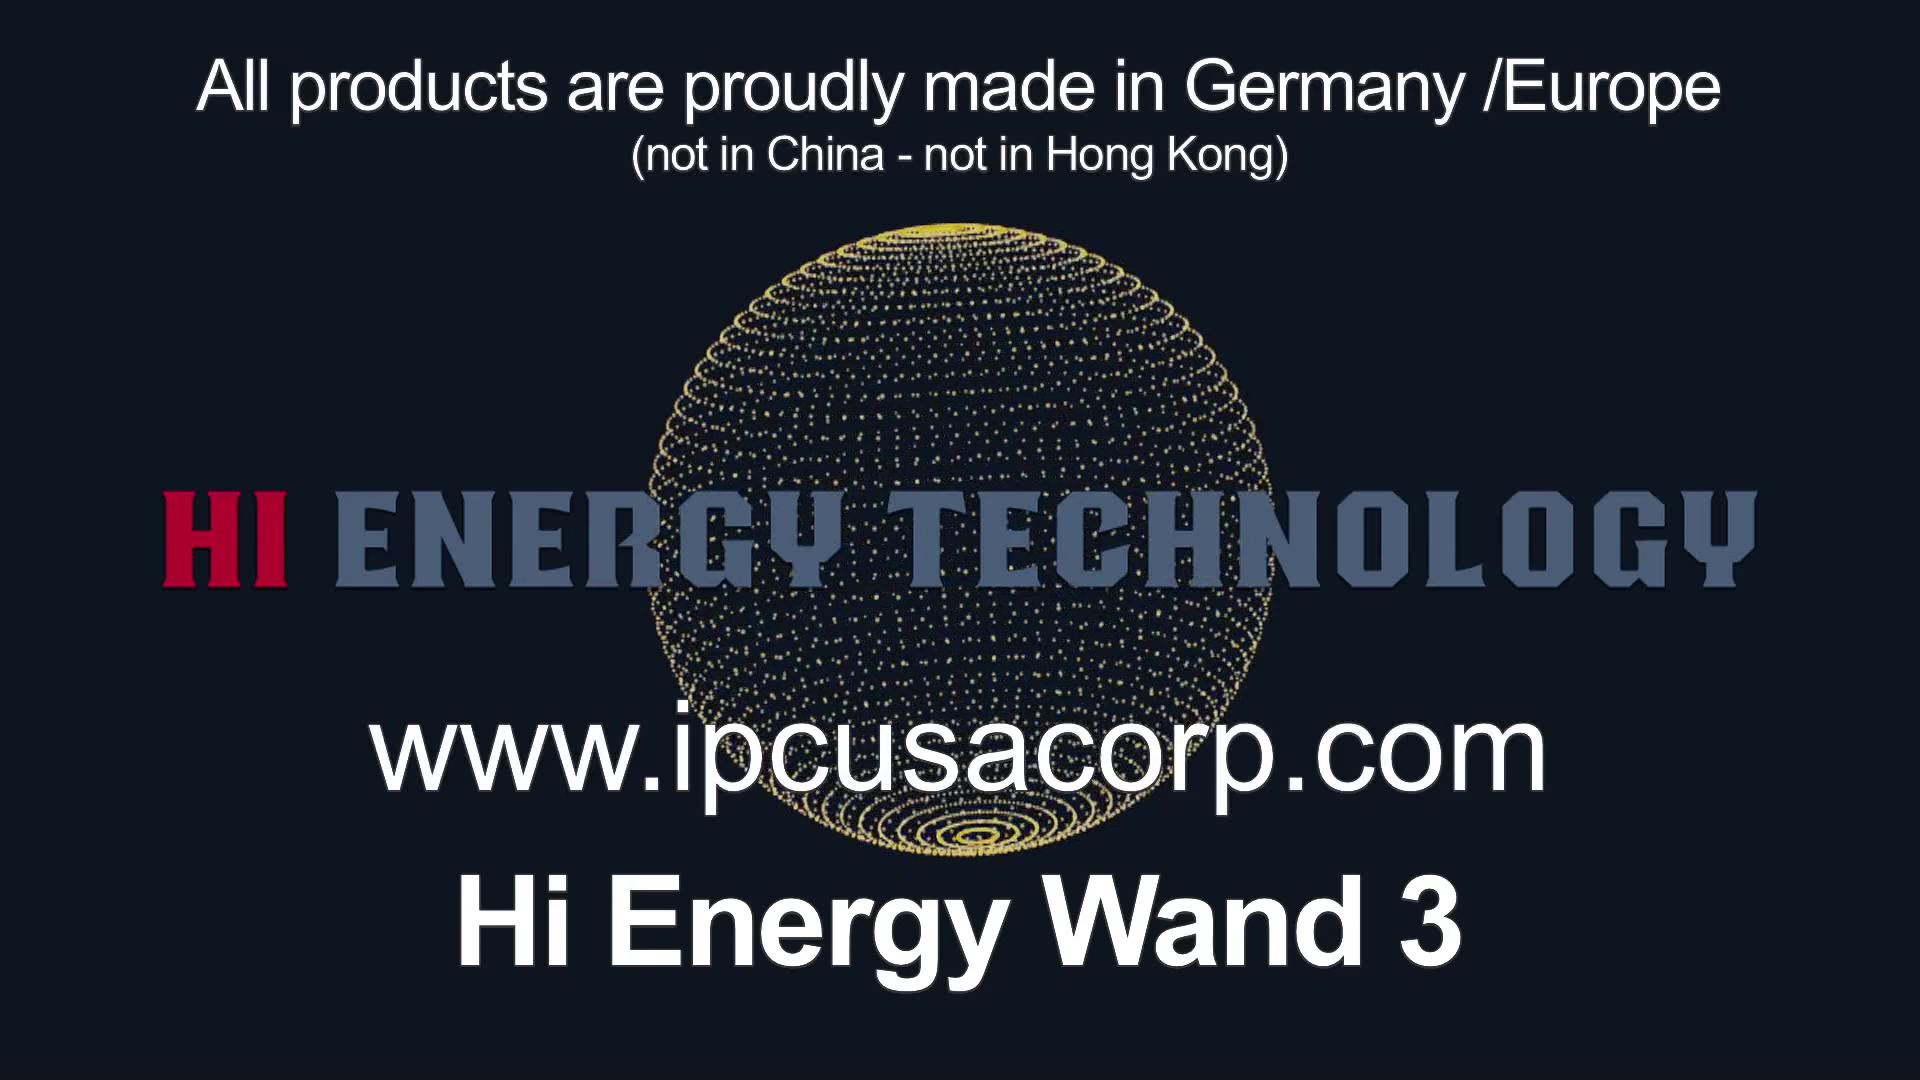 All products are proudly made in Germany /Europe
(not in China - not in Hong Kong)
HI ENERGY TECHNOLOGY
www.ipcusacorp.com
Hi Energy Wand 3